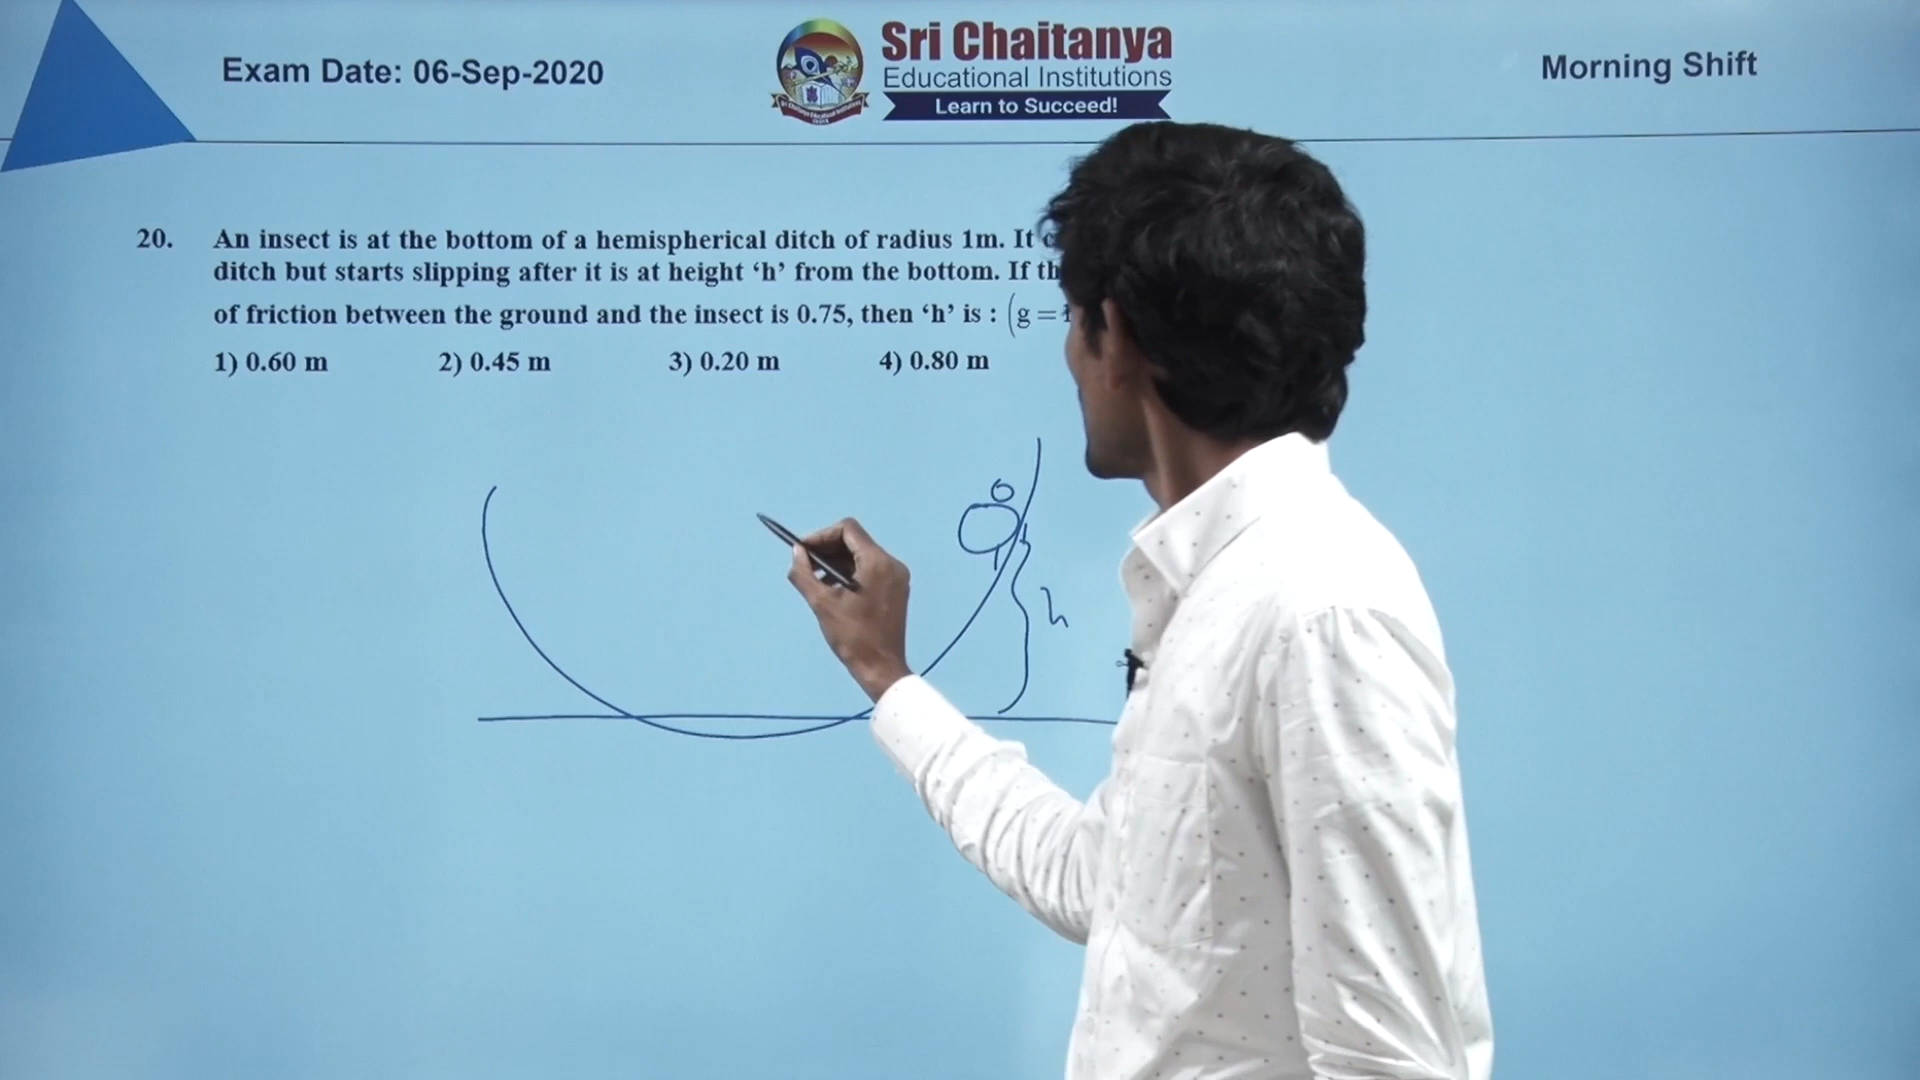 Exam Date: 06-Sep-2020
Sri Chaitanya
Educational Institutions
Learn to Succeed!
Morning Shift
20. An insect is at the bottom of a hemispherical ditch of radius 1m. It
ditch but starts slipping after it is at height ‘h’ from the bottom. If
of friction between the ground and the insect is 0.75, then ‘h’ is : (g =
1) 0.60 m 2) 0.45 m 3) 0.20 m 4) 0.80 m
h